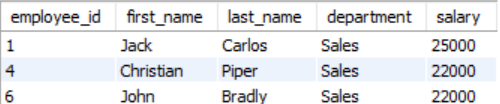 employee_id first_name last_name department salary
1 Jack Carlos Sales 25000
4 Christian Piper Sales 22000
6 John Bradly Sales 22000